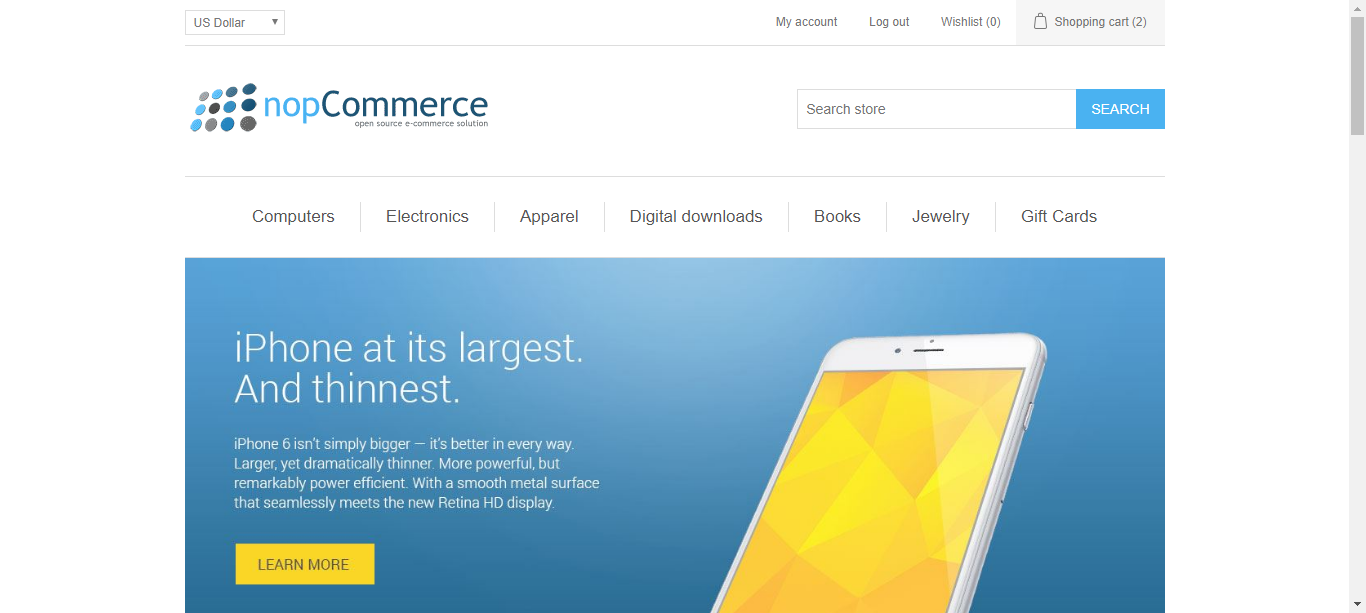 US Dollar
My account
Log out
Wishlist (0)
Shopping cart (2)
nopCommerce
open source e-commerce solution
Search store
SEARCH
Computers
Electronics
Apparel
Digital downloads
Books
Jewelry
Gift Cards
iPhone at its largest.
And thinnest.
iPhone 6 isn't simply bigger — it's better in every way.
Larger, yet dramatically thinner. More powerful, but
remarkably power efficient. With a smooth metal surface
that seamlessly meets the new Retina HD display.
LEARN MORE